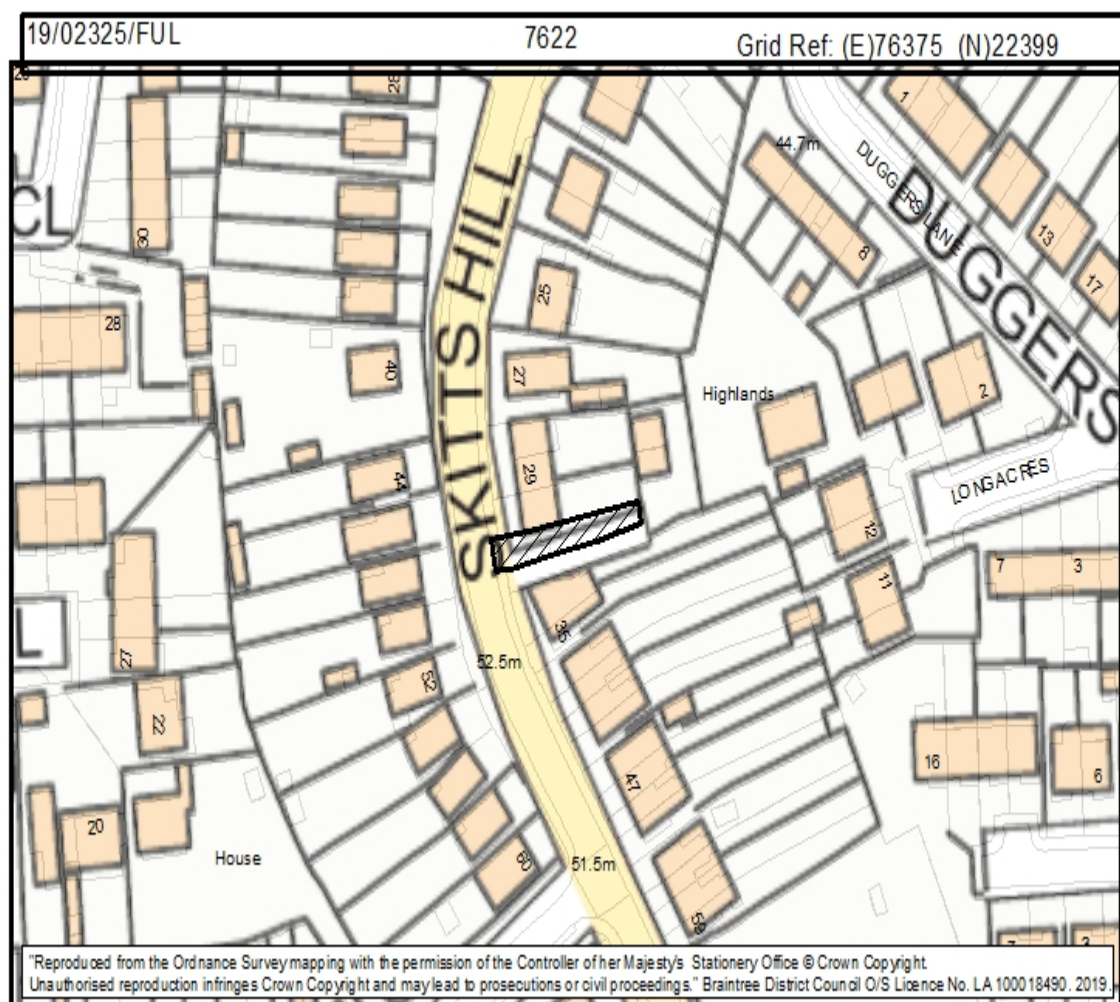 19/02325/FUL 7622 Grid Ref: (E)76375 (N)22399
SKITTS HILL
DUGGERS LANE
DUGGERS
44.7m
1
8
13
17
CL
30
28
25
40
27
Highlands
2
29
44
LONGACRES
12
11
7 3
L
27
35
52.5m
52
22
47
16
6
20
House
60
51.5m
59
"Reproduced from the Ordnance Survey mapping with the permission of the Controller of her Majesty's Stationery Office © Crown Copyright.
Unauthorised reproduction infringes Crown Copyright and may lead to prosecutions or civil proceedings." Braintree District Council O/S Licence No. LA 100018490. 2019